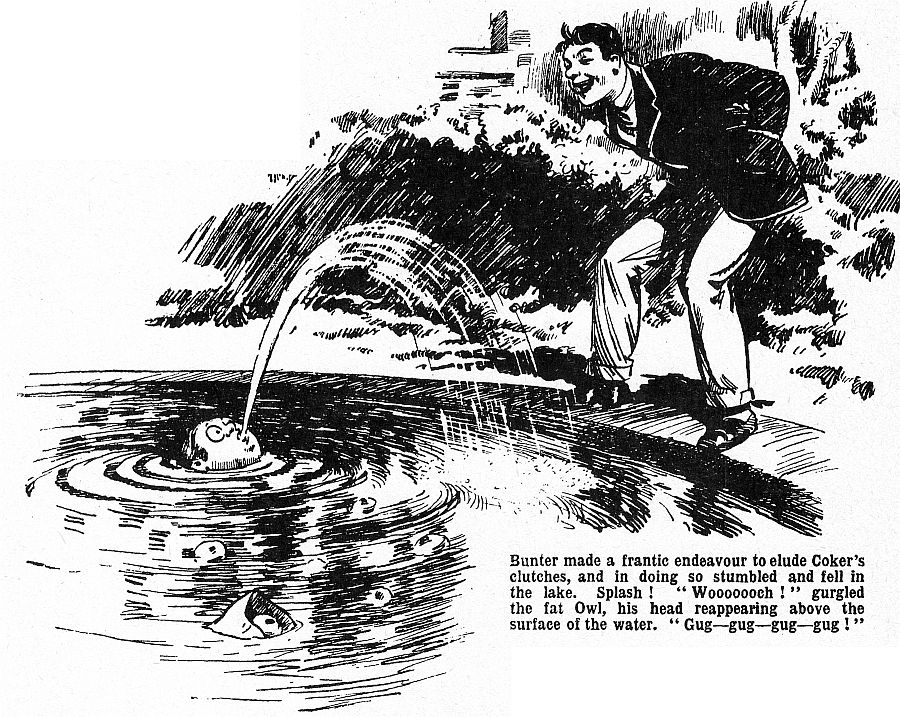 Bunter made a frantic endeavour to elude Coker's
clutches, and in doing so stumbled and fell in
the lake. Splash ! “ Wooooooch ! ” gurgled
the fat Owl, his head reappearing above the
surface of the water. “ Gug—gug—gug—gug ! ”